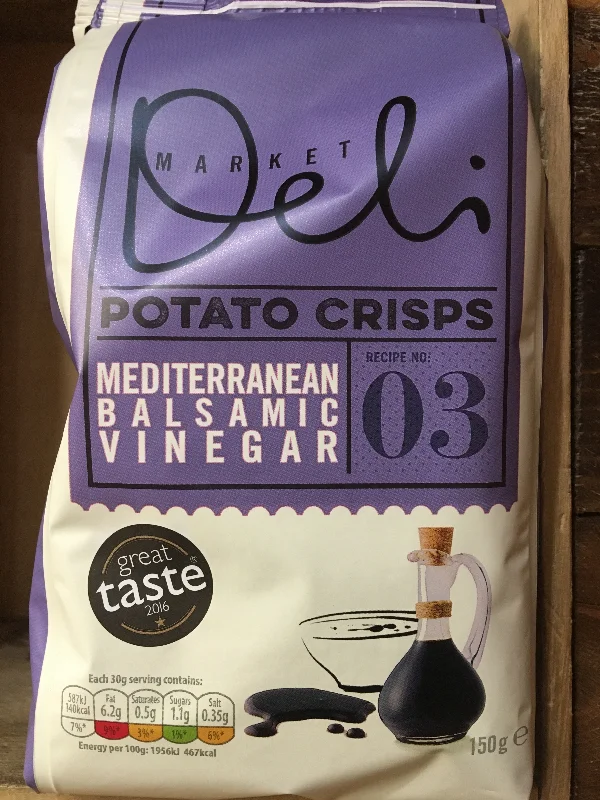 MARKET
Deli
POTATO CRISPS
MEDITERRANEAN
BALSAMIC
VINEGAR
RECIPE NO:
03
great
taste
2016
Each 30g serving contains:
587kJ
140kcal
7%*
Fat
6.2g
9%*
Saturates
0.5g
3%*
Sugars
1.1g
1%*
Salt
0.35g
6%*
Energy per 100g: 1956kJ 467kcal
150g e